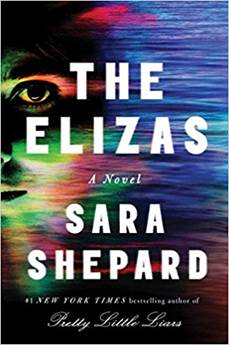 THE
ELIZAS
A Novel
SARA
SHEPARD
#1 NEW YORK TIMES bestselling author of
Pretty Little Liars